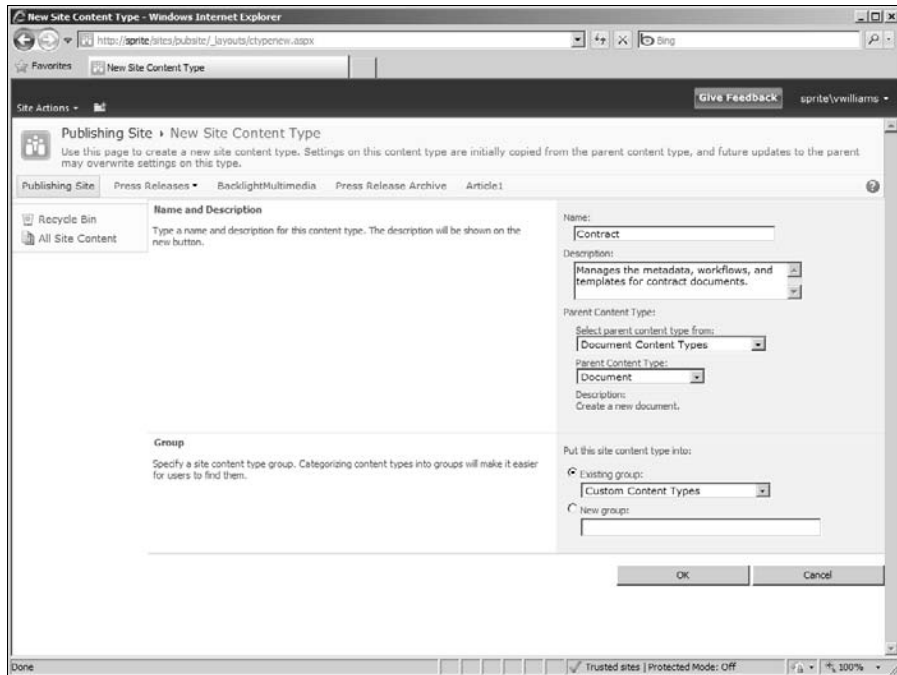 New Site Content Type - Windows Internet Explorer
http://sprite/sites/pubsite/_layouts/ctypenew.aspx
Bing
Favorites
New Site Content Type
Site Actions
Give Feedback
sprite\vwilliams
Publishing Site › New Site Content Type
Use this page to create a new site content type. Settings on this content type are initially copied from the parent content type, and future updates to the parent
may overwrite settings on this type.
Publishing Site Press Releases BacklightMultimedia Press Release Archive Article1
Recycle Bin
All Site Content
Name and Description
Type a name and description for this content type. The description will be shown on the
new button.
Name:
Contract
Description:
Manages the metadata, workflows, and
templates for contract documents.
Parent Content Type:
Select parent content type from:
Document Content Types
Parent Content Type:
Document
Description:
Create a new document.
Group
Specify a site content type group. Categorizing content types into groups will make it easier
for users to find them.
Put this site content type into:
Existing group:
Custom Content Types
New group:
OK
Cancel
Done
Trusted sites | Protected Mode: Off
100%